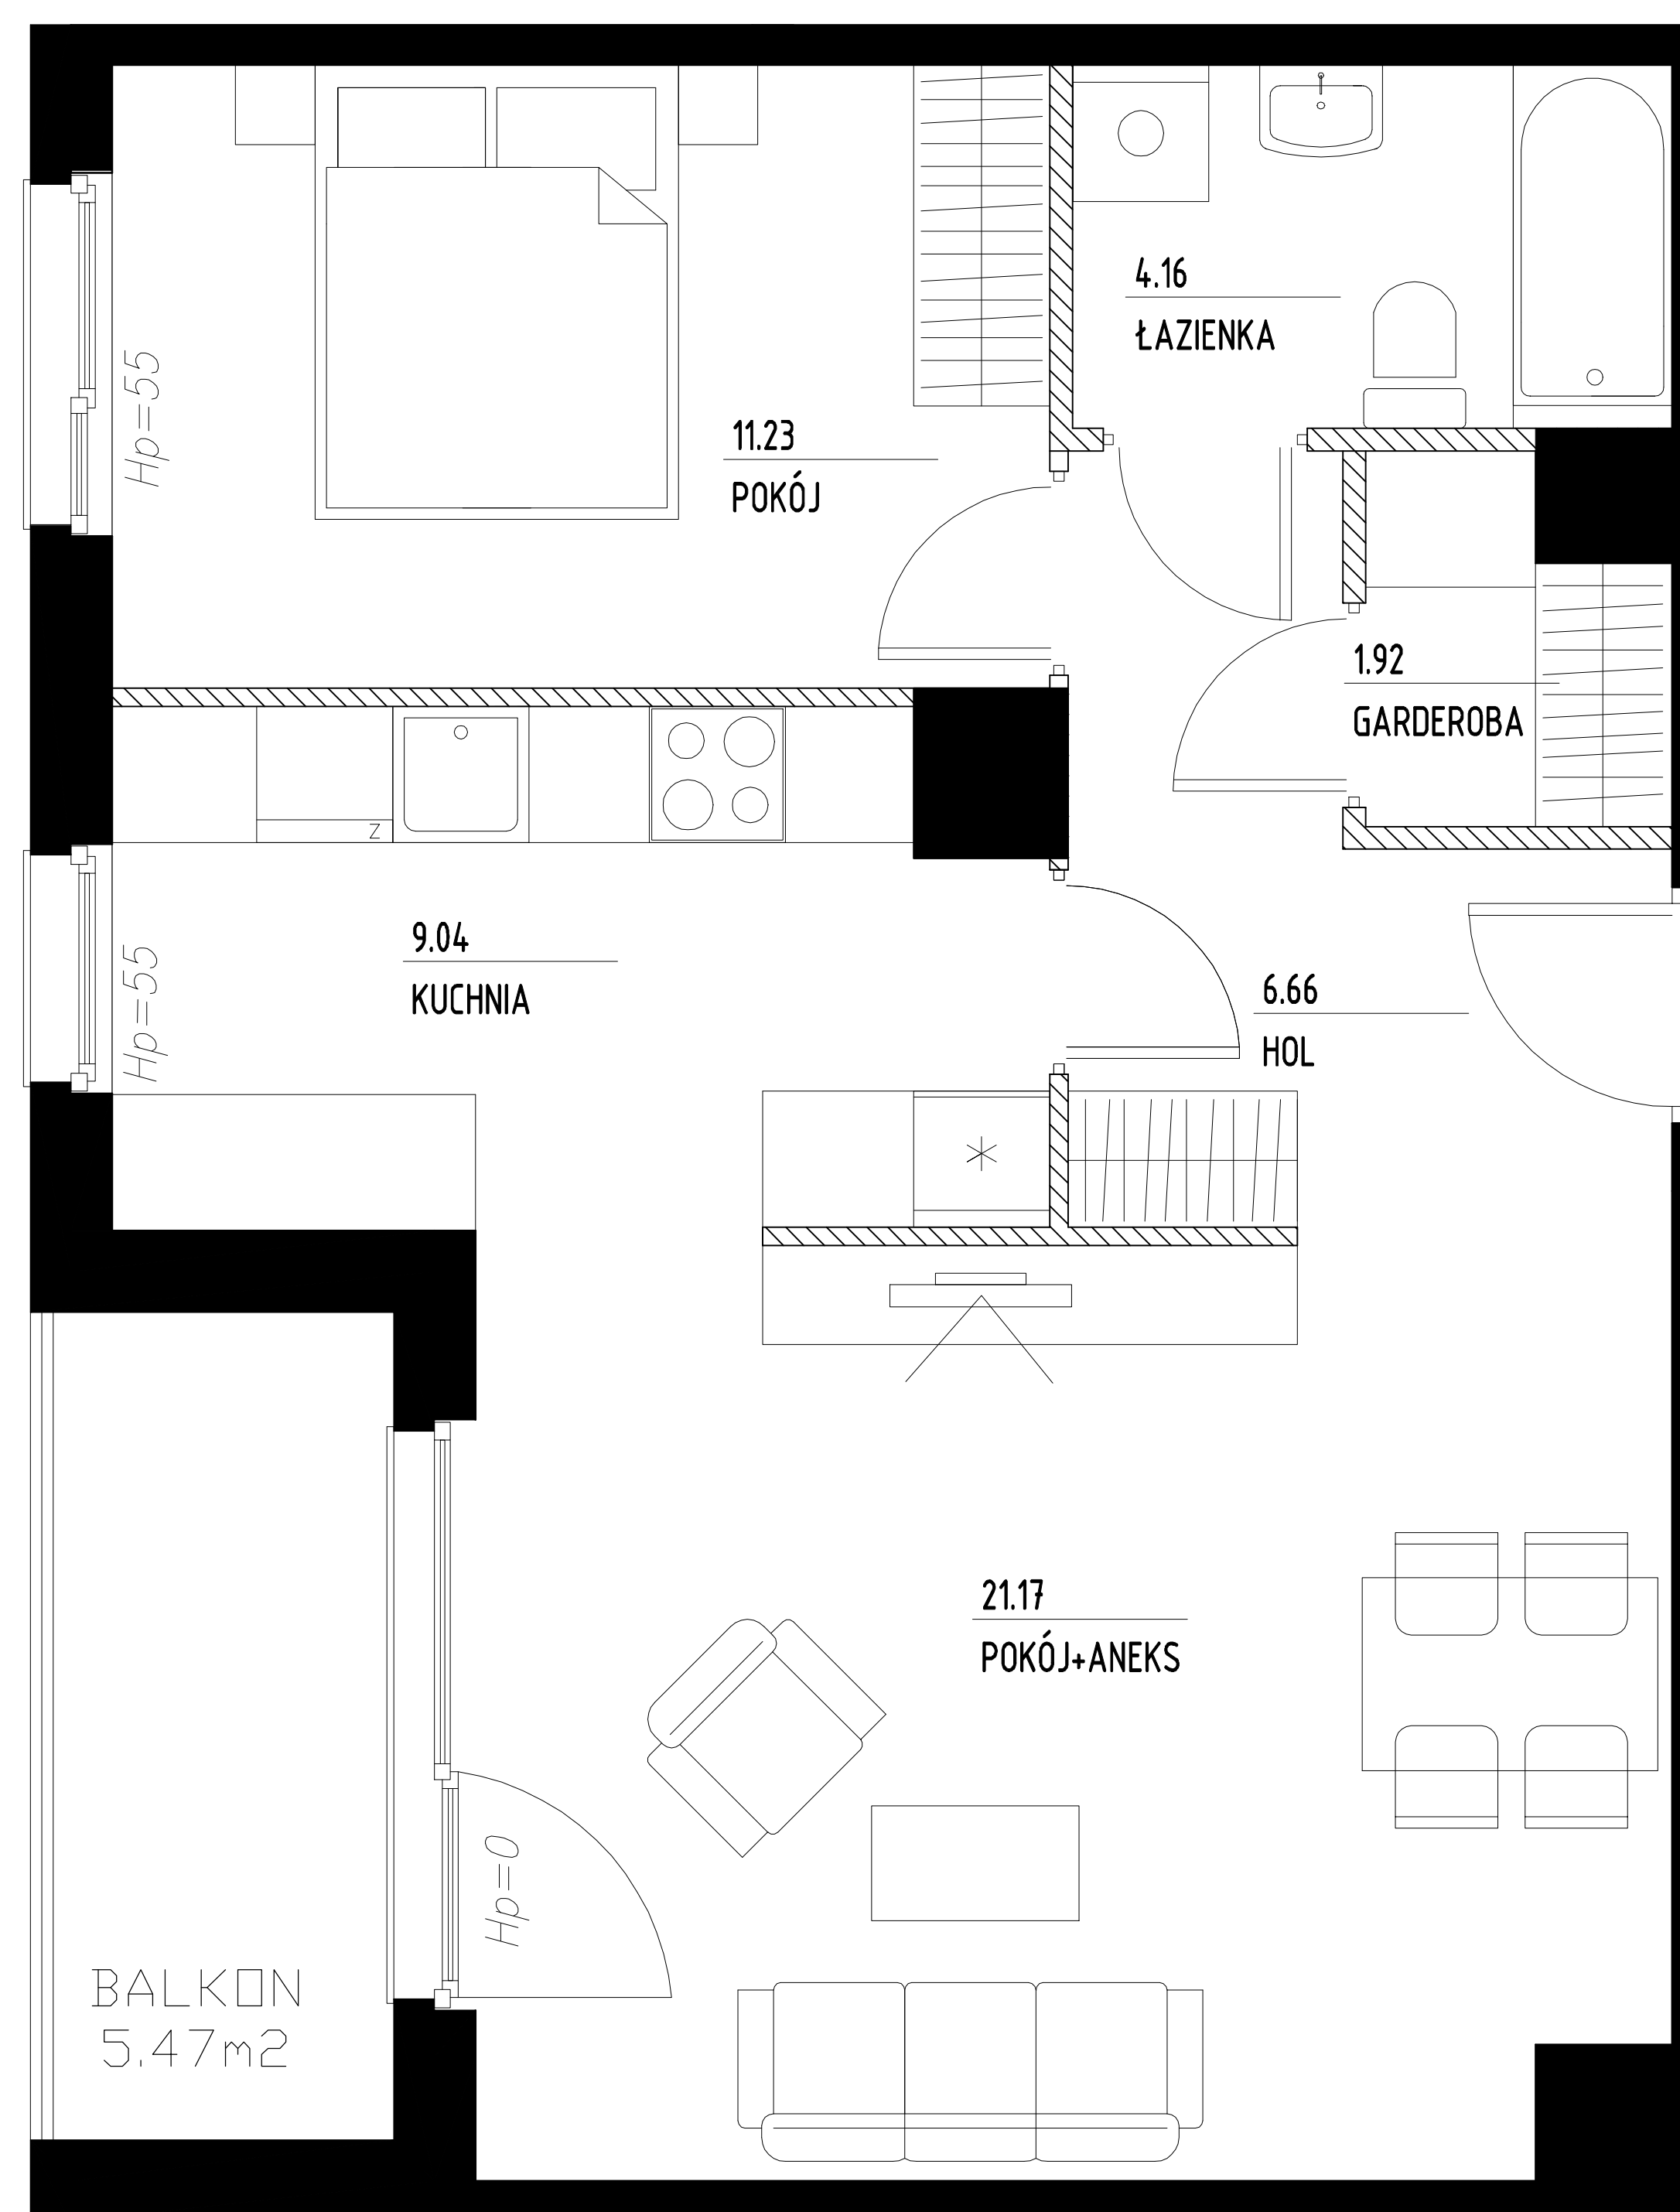 4.16
ŁAZIENKA
Hp=55
11.23
POKÓJ
1.92
GARDEROBA
Z
9.04
KUCHNIA
Hp=55
6.66
HOL
21.17
POKÓJ+ANEKS
Hp=0
BALKON
5.47m2